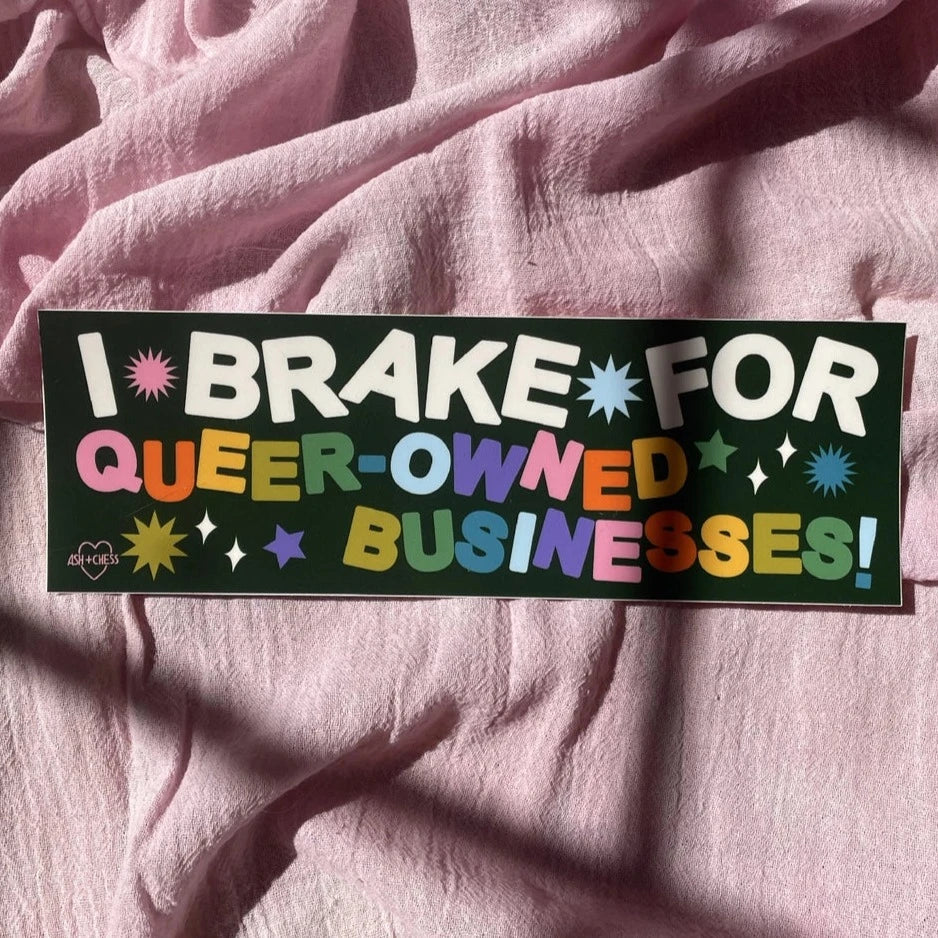 I BRAKE FOR
QUEER-OWNED
BUSINESSES!
ASH+CHESS